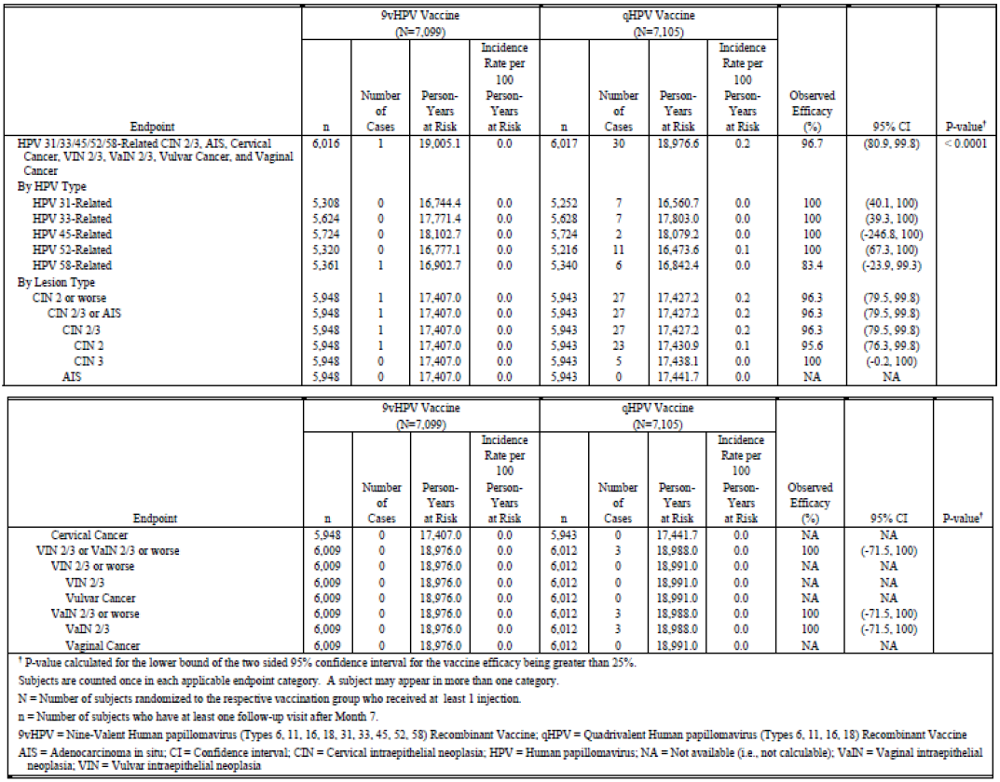 9vHPV Vaccine qHPV Vaccine
(N=7,099) (N=7,105)
Incidence Incidence
Rate per Rate per
100 100
Number Person- Person- Number Person- Person- Observed
of Years Years of Years Years Efficacy
Endpoint n Cases at Risk at Risk n Cases at Risk at Risk (%) 95% CI P-value†
HPV 31/33/45/52/58-Related CIN 2/3, AIS, Cervical 6,016 1 19,005.1 0.0 6,017 30 18,976.6 0.2 96.7 (80.9, 99.8) < 0.0001
Cancer, VIN 2/3, VaIN 2/3, Vulvar Cancer, and Vaginal
Cancer
By HPV Type
HPV 31-Related 5,308 0 16,744.4 0.0 5,252 7 16,560.7 0.0 100 (40.1, 100)
HPV 33-Related 5,624 0 17,771.4 0.0 5,628 7 17,803.0 0.0 100 (39.3, 100)
HPV 45-Related 5,724 0 18,102.7 0.0 5,724 2 18,079.2 0.0 100 (-246.8, 100)
HPV 52-Related 5,320 0 16,777.1 0.0 5,216 11 16,473.6 0.1 100 (67.3, 100)
HPV 58-Related 5,361 1 16,902.7 0.0 5,340 6 16,842.4 0.0 83.4 (-23.9, 99.3)
By Lesion Type
CIN 2 or worse 5,948 1 17,407.0 0.0 5,943 27 17,427.2 0.2 96.3 (79.5, 99.8)
CIN 2/3 or AIS 5,948 1 17,407.0 0.0 5,943 27 17,427.2 0.2 96.3 (79.5, 99.8)
CIN 2/3 5,948 1 17,407.0 0.0 5,943 27 17,427.2 0.2 96.3 (79.5, 99.8)
CIN 2 5,948 1 17,407.0 0.0 5,943 23 17,430.9 0.1 95.6 (76.3, 99.8)
CIN 3 5,948 0 17,407.0 0.0 5,943 5 17,438.1 0.0 100 (-0.2, 100)
AIS 5,948 0 17,407.0 0.0 5,943 0 17,441.7 0.0 NA NA
9vHPV Vaccine qHPV Vaccine
(N=7,099) (N=7,105)
Incidence Incidence
Rate per Rate per
100 100
Number Person- Person- Number Person- Person- Observed
of Years Years of Years Years Efficacy
Endpoint n Cases at Risk at Risk n Cases at Risk at Risk (%) 95% CI P-value†
Cervical Cancer 5,948 0 17,407.0 0.0 5,943 0 17,441.7 0.0 NA NA
VIN 2/3 or VaIN 2/3 or worse 6,009 0 18,976.0 0.0 6,012 3 18,988.0 0.0 100 (-71.5, 100)
VIN 2/3 or worse 6,009 0 18,976.0 0.0 6,012 0 18,991.0 0.0 NA NA
VIN 2/3 6,009 0 18,976.0 0.0 6,012 0 18,991.0 0.0 NA NA
Vulvar Cancer 6,009 0 18,976.0 0.0 6,012 0 18,991.0 0.0 NA NA
VaIN 2/3 or worse 6,009 0 18,976.0 0.0 6,012 3 18,988.0 0.0 100 (-71.5, 100)
VaIN 2/3 6,009 0 18,976.0 0.0 6,012 3 18,988.0 0.0 100 (-71.5, 100)
Vaginal Cancer 6,009 0 18,976.0 0.0 6,012 0 18,991.0 0.0 NA NA
† P-value calculated for the lower bound of the two sided 95% confidence interval for the vaccine efficacy being greater than 25%.
Subjects are counted once in each applicable endpoint category. A subject may appear in more than one category.
N = Number of subjects randomized to the respective vaccination group who received at least 1 injection.
n = Number of subjects who have at least one follow-up visit after Month 7.
9vHPV = Nine-Valent Human papillomavirus (Types 6, 11, 16, 18, 31, 33, 45, 52, 58) Recombinant Vaccine; qHPV = Quadrivalent Human papillomavirus (Types 6, 11, 16, 18) Recombinant Vaccine
AIS = Adenocarcinoma in situ; CI = Confidence interval; CIN = Cervical intraepithelial neoplasia; HPV = Human papillomavirus; NA = Not available (i.e., not calculable); VaIN = Vaginal intraepithelial
neoplasia; VIN = Vulvar intraepithelial neoplasia